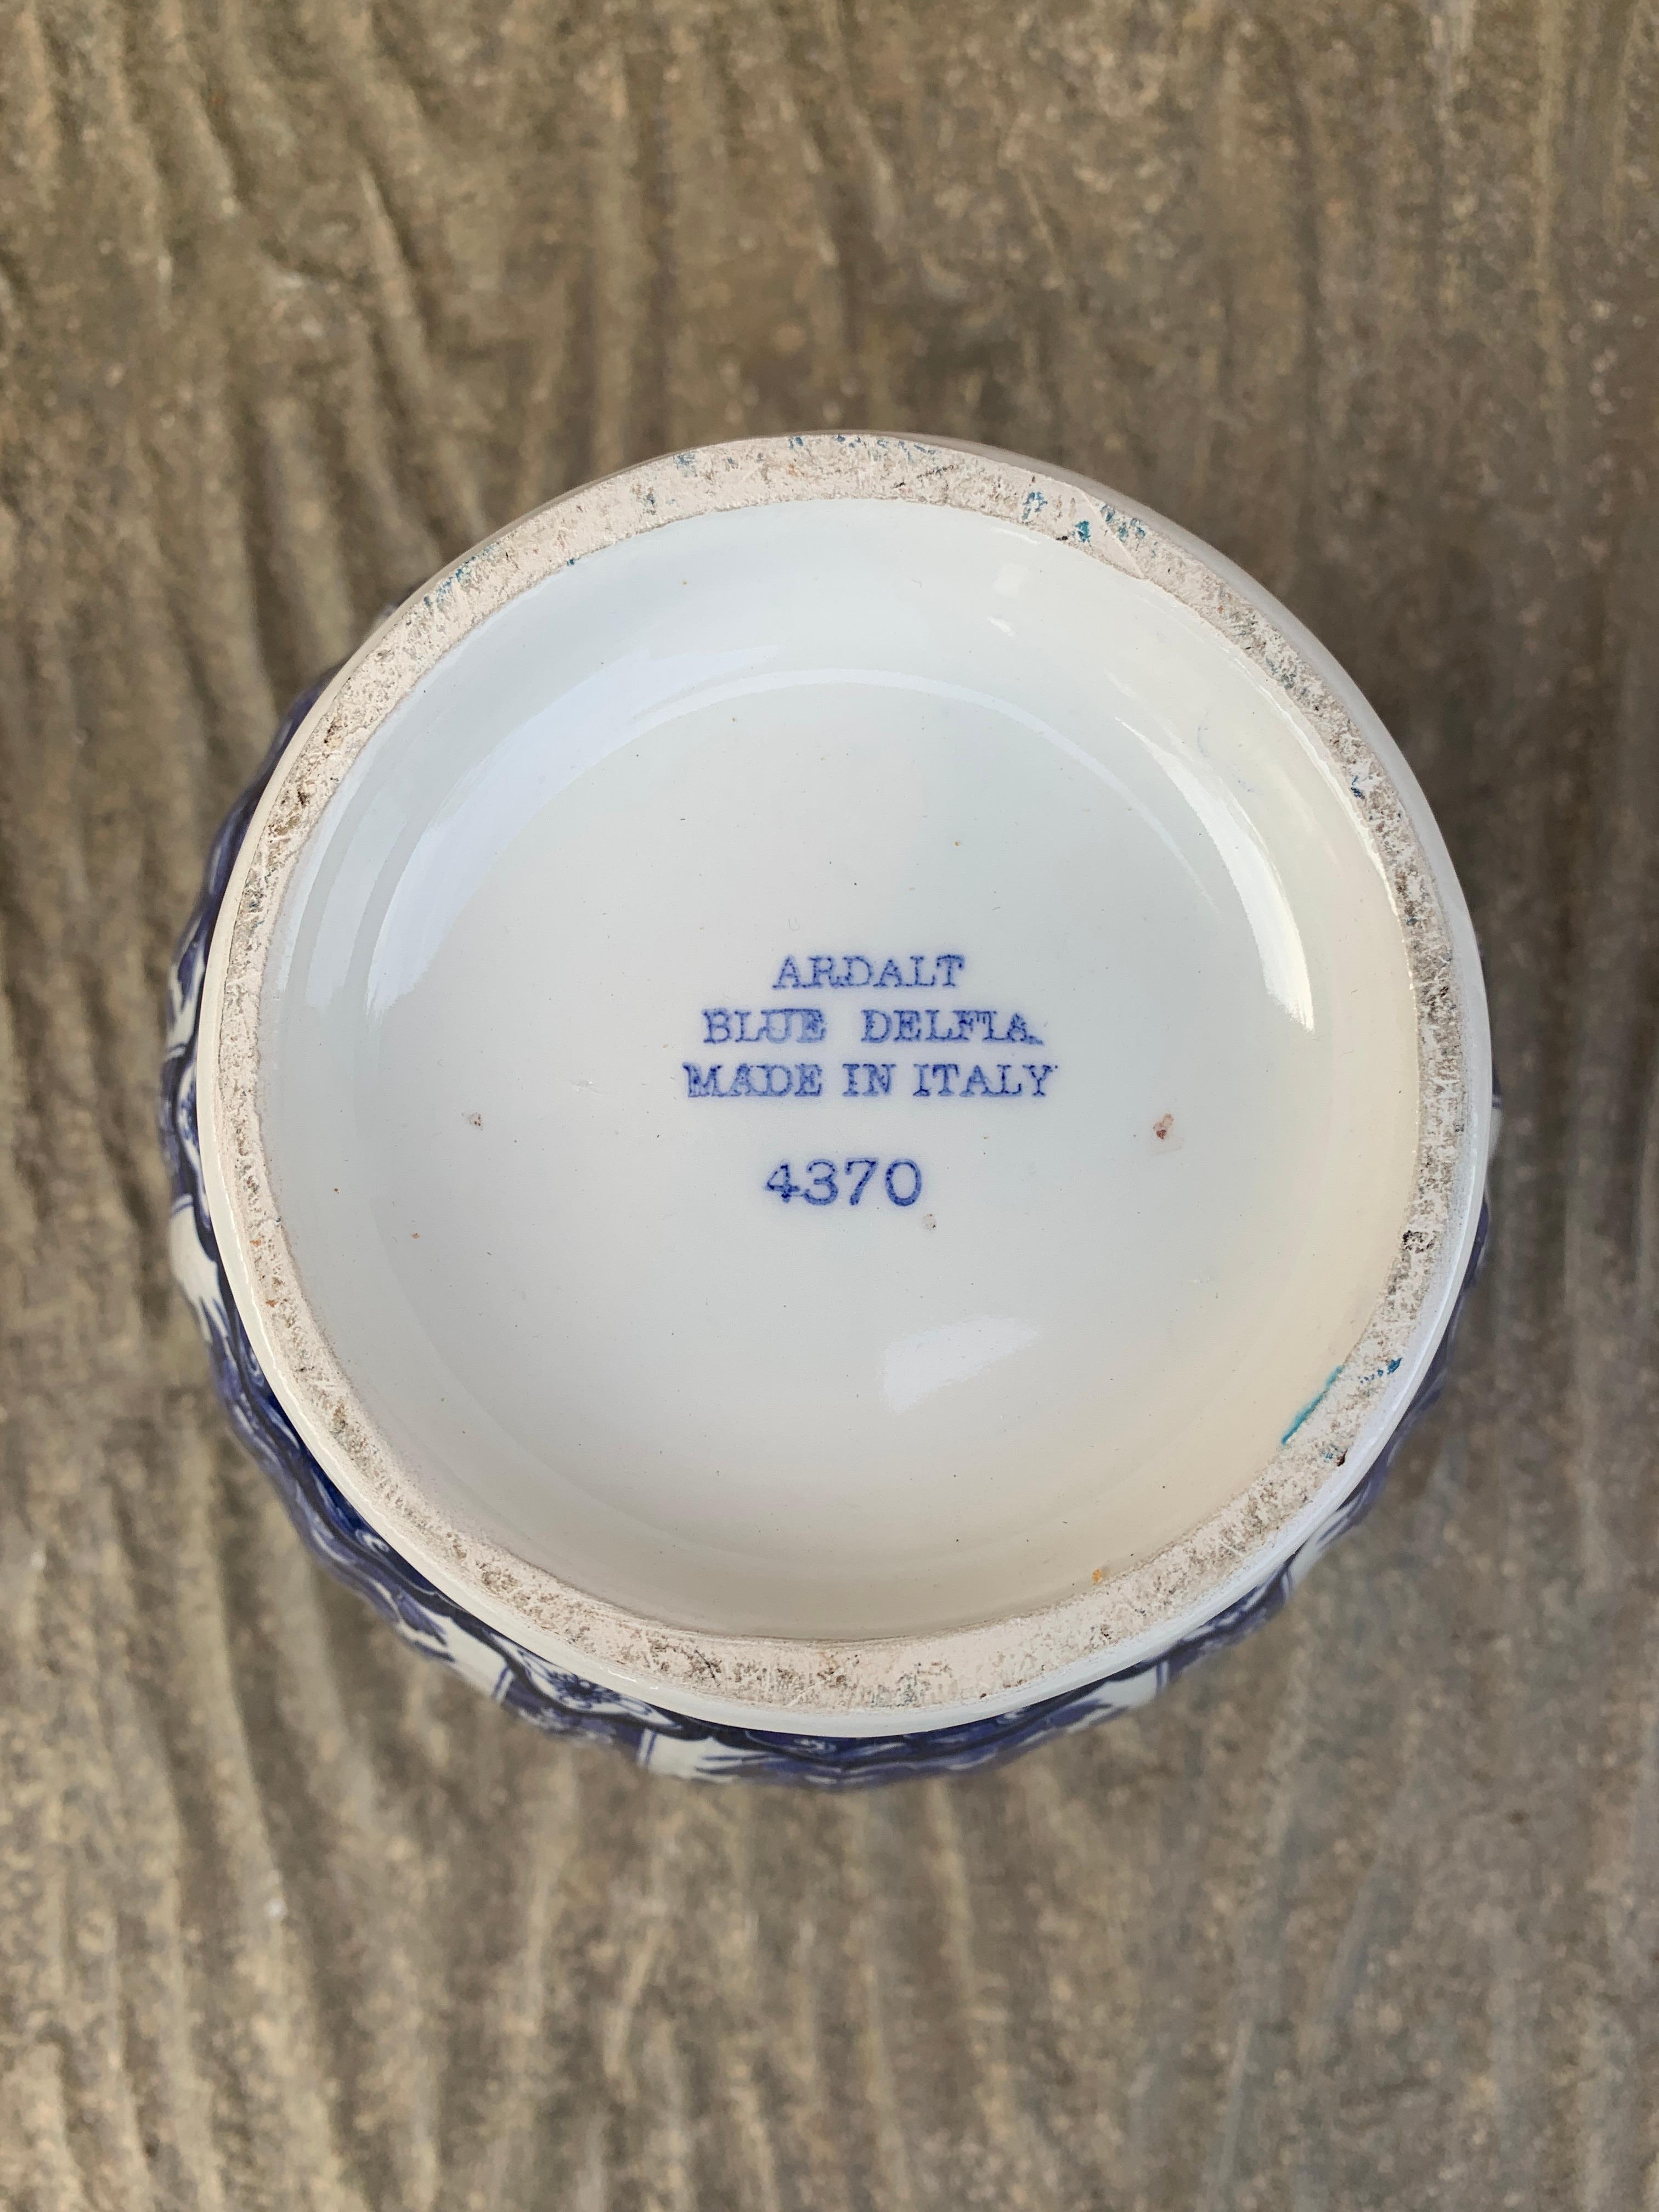 ARDALT
BLUE DELFIA
MADE IN ITALY
4370